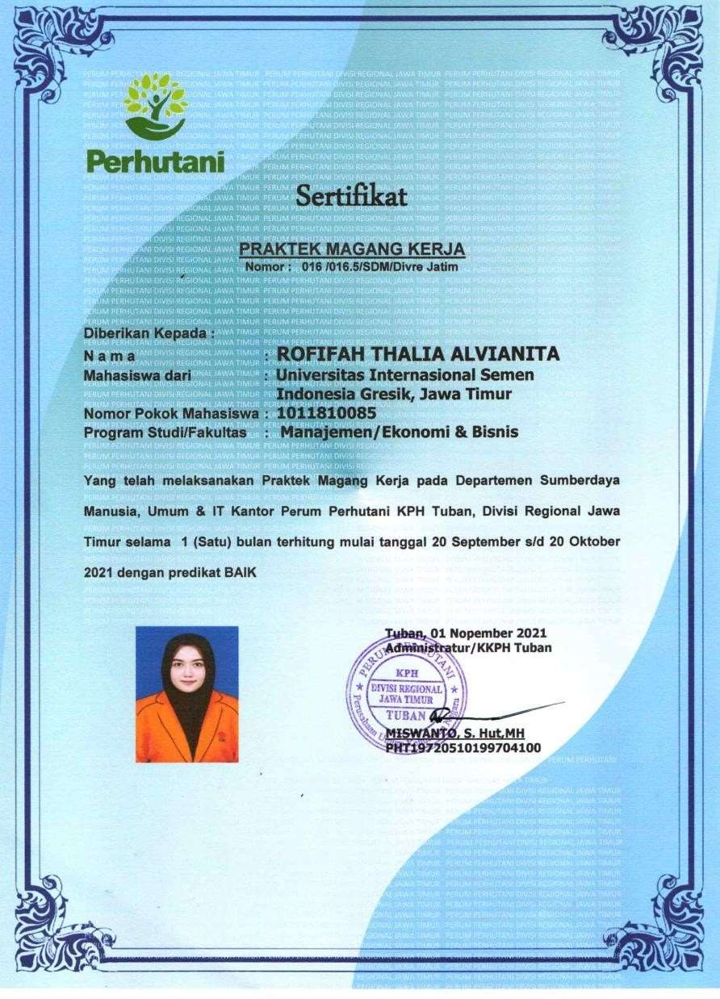 Perhutani
Sertifikat
PRAKTEK MAGANG KERJA
Nomor : 016 /016.5/SDM/Divre Jatim
Diberikan Kepada :
N a m a : ROFIFAH THALIA ALVIANITA
Mahasiswa dari : Universitas Internasional Semen
Indonesia Gresik, Jawa Timur
Nomor Pokok Mahasiswa : 1011810085
Program Studi/Fakultas : Manajemen/Ekonomi & Bisnis
Yang telah melaksanakan Praktek Magang Kerja pada Departemen Sumberdaya
Manusia, Umum & IT Kantor Perum Perhutani KPH Tuban, Divisi Regional Jawa
Timur selama 1 (Satu) bulan terhitung mulai tanggal 20 September s/d 20 Oktober
2021 dengan predikat BAIK
Tuban, 01 Nopember 2021
Administratur/KKPH Tuban
PERUM PERHUTANI
KPH
DIVISI REGIONAL
JAWA TIMUR
TUBAN
MISWANTO, S. Hut,MH
PHT19720510199704100